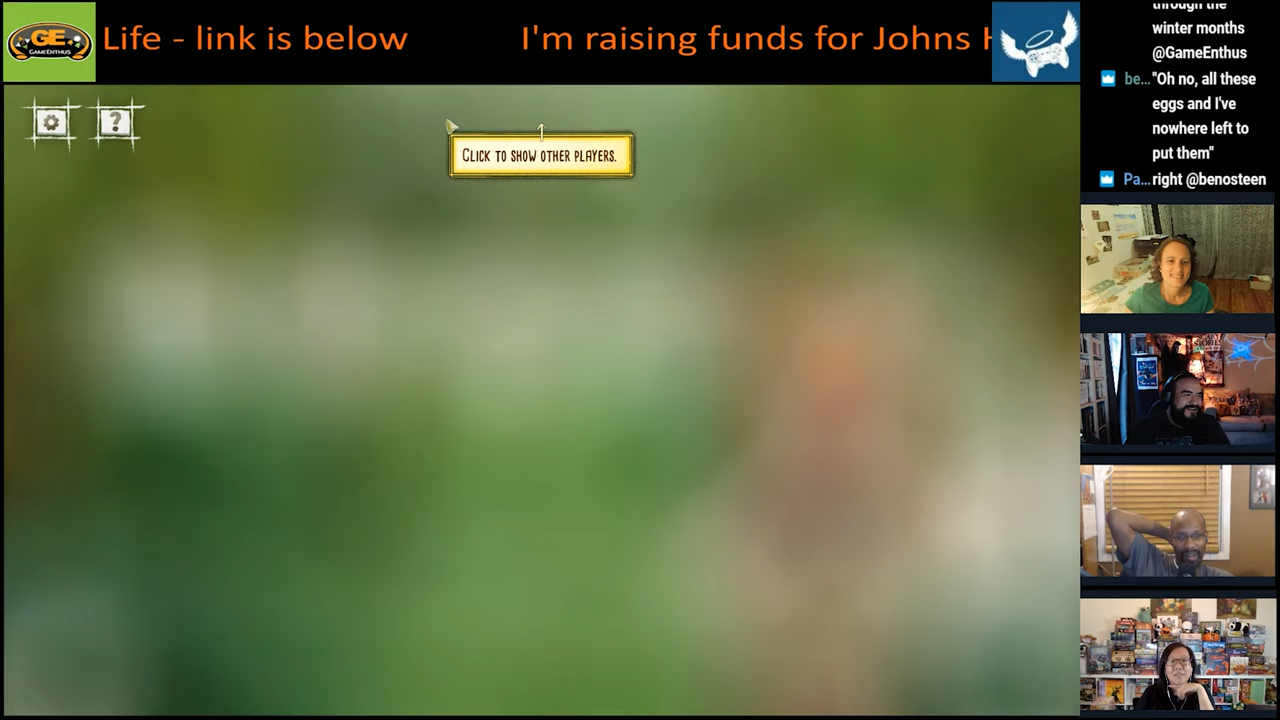 GE
GAMEENTHUS
Life - link is below I'm raising funds for Johns H
through the
winter months
@GameEnthus
be... "Oh no, all these
eggs and I've
nowhere left to
put them"
Pa... right @benosteen
?
CLICK TO SHOW OTHER PLAYERS.